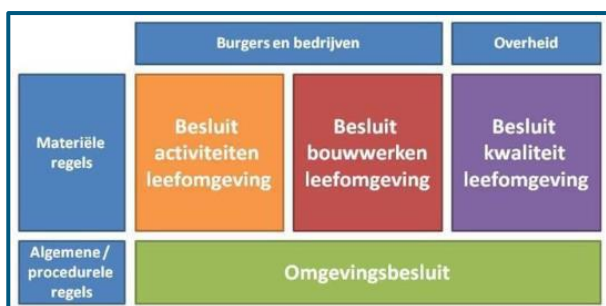 Burgers en bedrijven
Overheid
Materiële
regels
Besluit
activiteiten
leefomgeving
Besluit
bouwwerken
leefomgeving
Besluit
kwaliteit
leefomgeving
Algemene /
procedurele
regels
Omgevingsbesluit